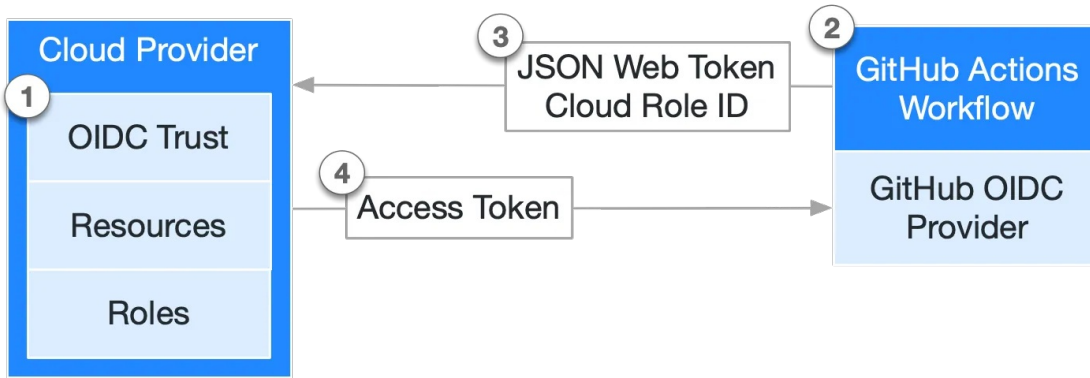 Cloud Provider
1
OIDC Trust
Resources
Roles
3
JSON Web Token
Cloud Role ID
4
Access Token
2
GitHub Actions
Workflow
GitHub OIDC
Provider